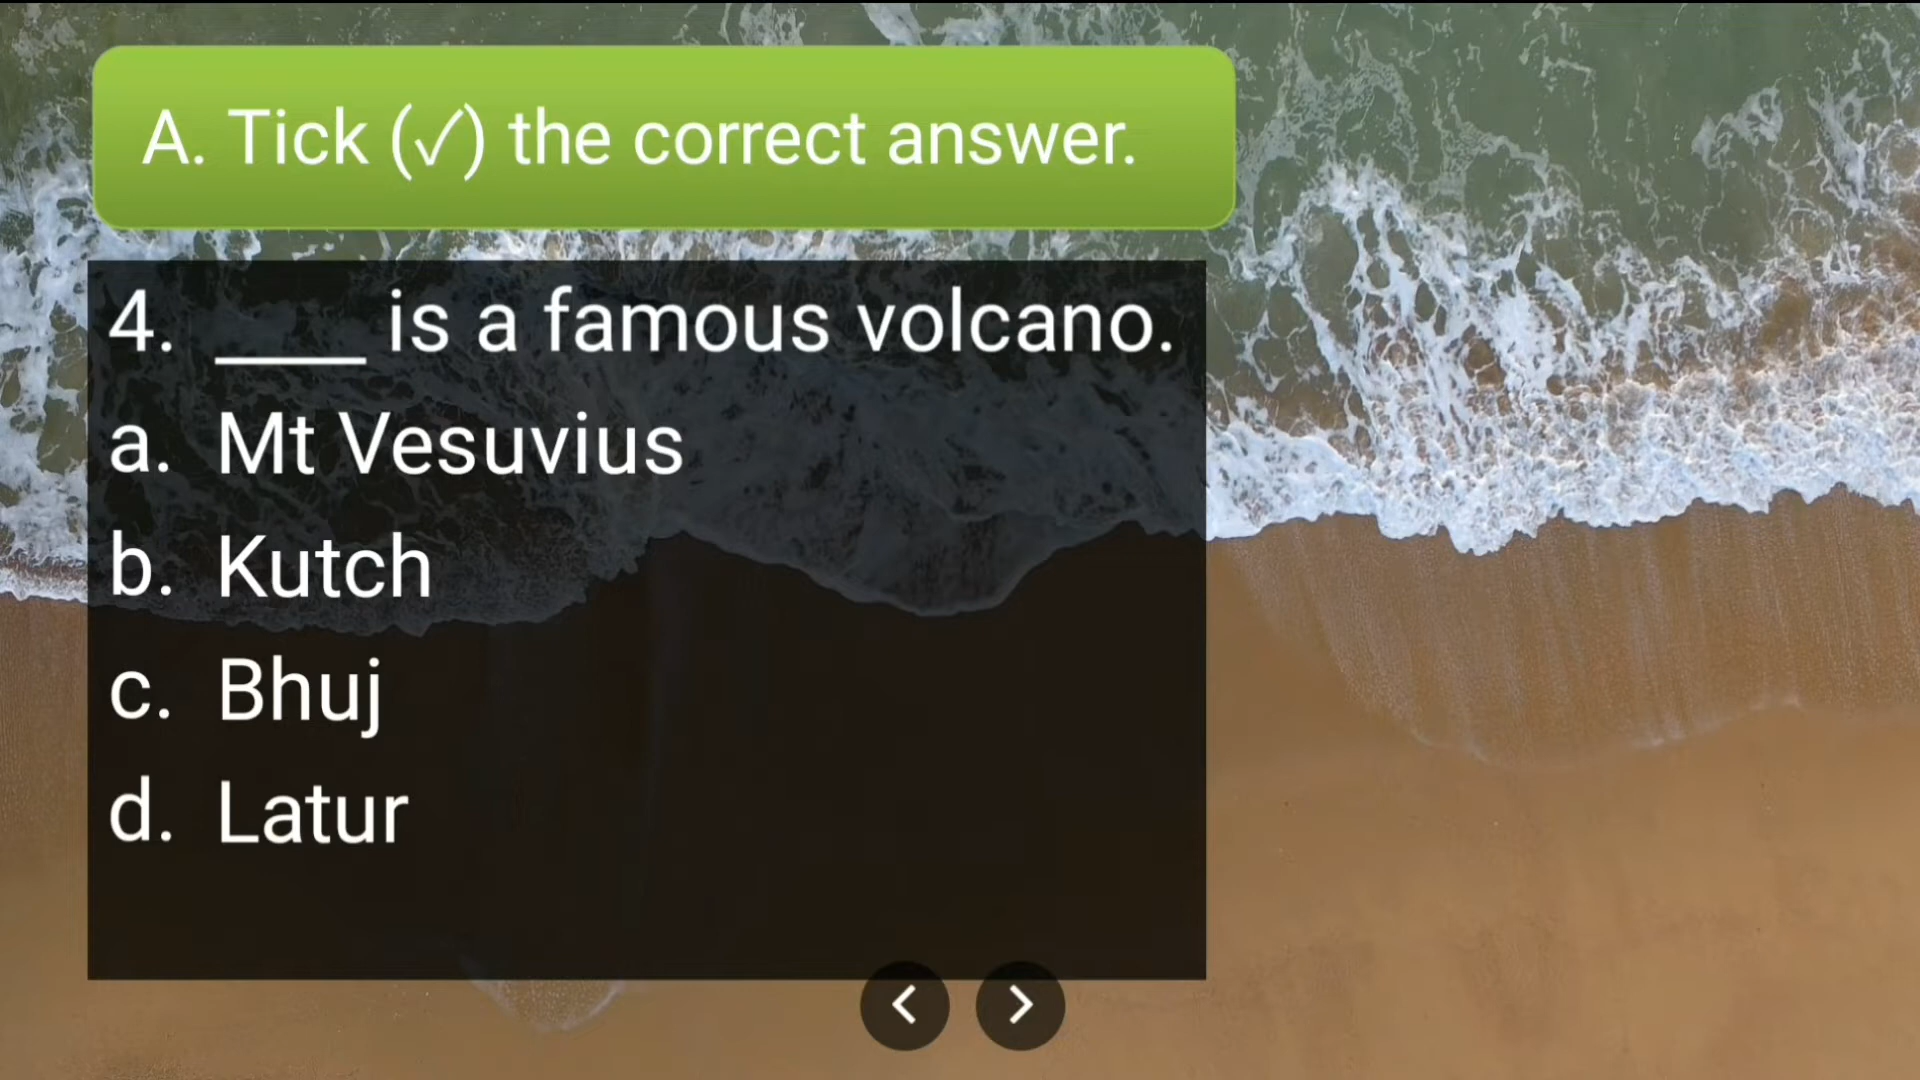 A. Tick (✓) the correct answer.
4. ____ is a famous volcano.
a. Mt Vesuvius
b. Kutch
c. Bhuj
d. Latur